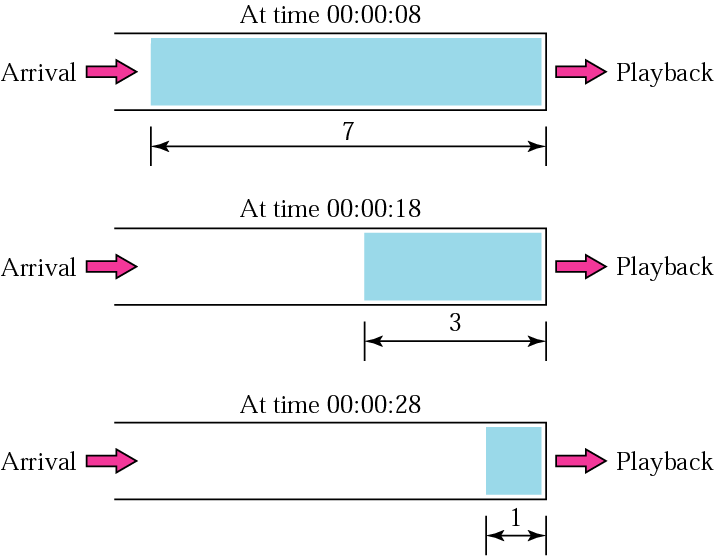 At time 00:00:08
Arrival
Playback
7
At time 00:00:18
Arrival
Playback
3
At time 00:00:28
Arrival
Playback
1